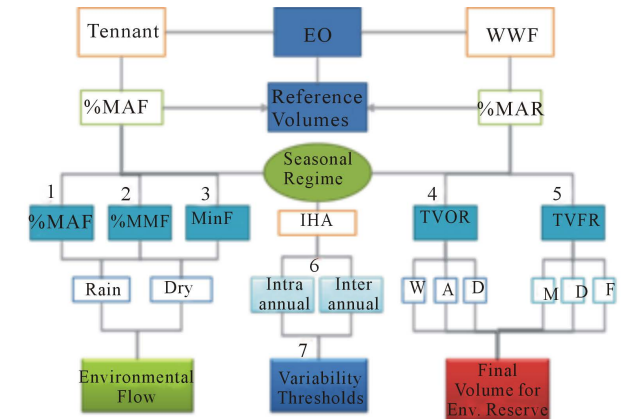 Tennant
EO
WWF
%MAF
Reference
Volumes
%MAR
Seasonal
Regime
1
2
3
4
5
%MAF
%MMF
MinF
IHA
TVOR
TVFR
6
Rain
Dry
Intra
annual
Inter
annual
W
A
D
M
D
F
7
Environmental
Flow
Variability
Thresholds
Final
Volume for
Env. Reserve